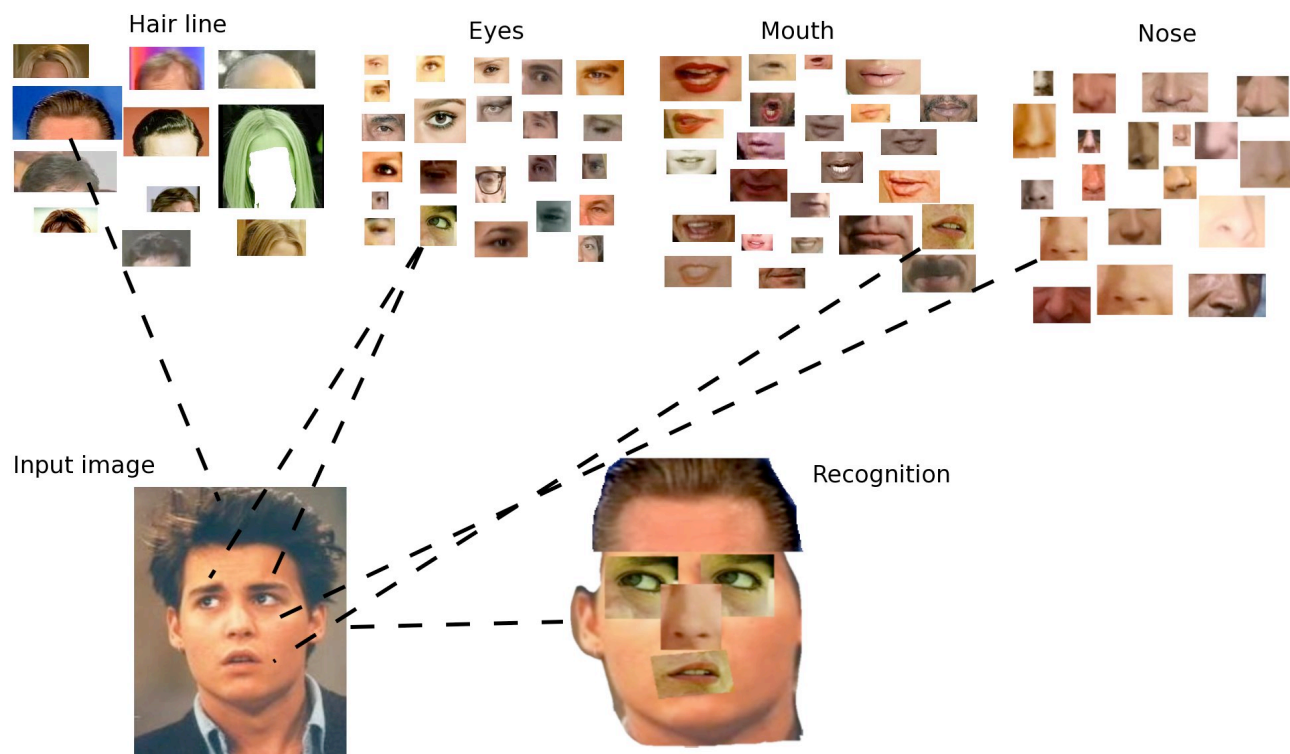 Hair line
Eyes
Mouth
Nose
Input image
Recognition